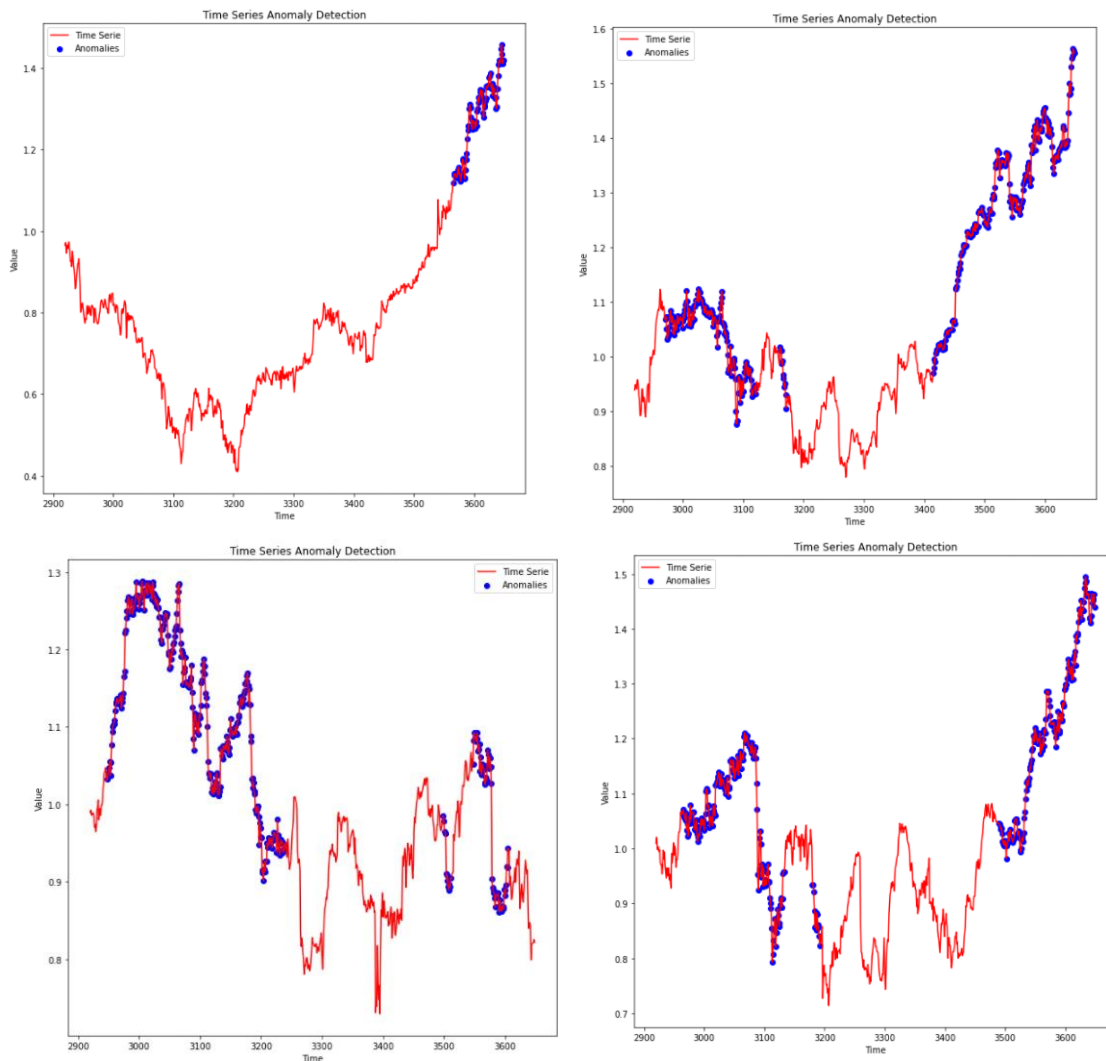 Time Series Anomaly Detection
Time Serie
Anomalies
1.4
1.2
1.0
0.8
0.6
0.4
Value
2900 3000 3100 3200 3300 3400 3500 3600
Time
Time Series Anomaly Detection
Time Serie
Anomalies
1.6
1.5
1.4
1.3
1.2
1.1
1.0
0.9
0.8
Value
2900 3000 3100 3200 3300 3400 3500 3600
Time
Time Series Anomaly Detection
Time Serie
Anomalies
1.3
1.2
1.1
1.0
0.9
0.8
Value
2900 3000 3100 3200 3300 3400 3500 3600
Time
Time Series Anomaly Detection
Time Serie
Anomalies
1.5
1.4
1.3
1.2
1.1
1.0
0.9
0.8
0.7
Value
2900 3000 3100 3200 3300 3400 3500 3600
Time